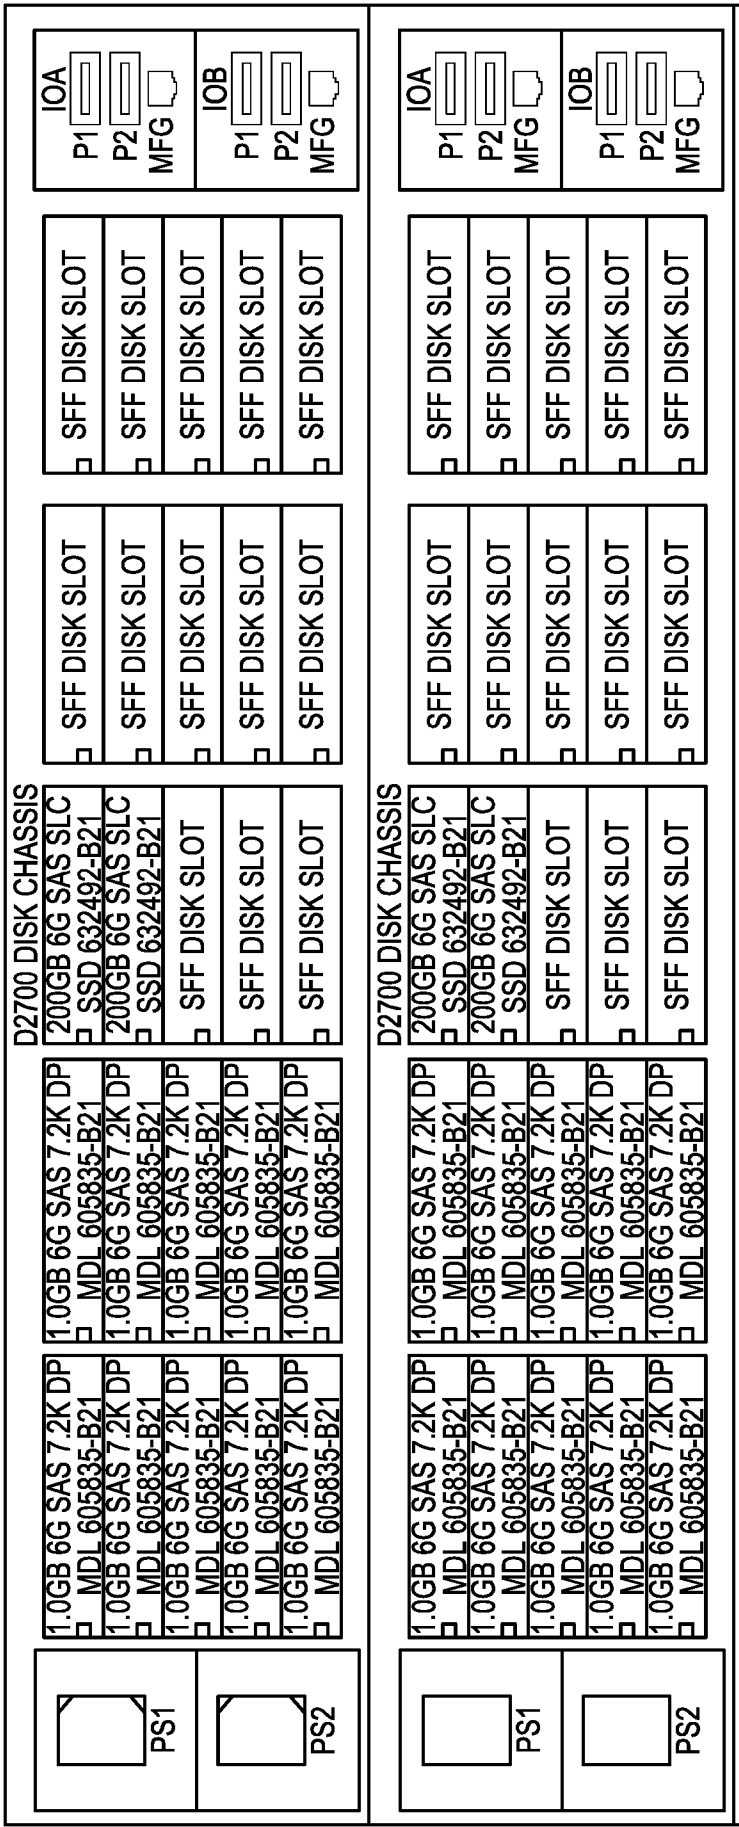 D2700 DISK CHASSIS
PS1
PS2
1.0GB 6G SAS 7.2K DP
MDL 605835-B21
1.0GB 6G SAS 7.2K DP
MDL 605835-B21
1.0GB 6G SAS 7.2K DP
MDL 605835-B21
1.0GB 6G SAS 7.2K DP
MDL 605835-B21
1.0GB 6G SAS 7.2K DP
MDL 605835-B21
1.0GB 6G SAS 7.2K DP
MDL 605835-B21
1.0GB 6G SAS 7.2K DP
MDL 605835-B21
1.0GB 6G SAS 7.2K DP
MDL 605835-B21
1.0GB 6G SAS 7.2K DP
MDL 605835-B21
1.0GB 6G SAS 7.2K DP
MDL 605835-B21
200GB 6G SAS SLC
SSD 632492-B21
200GB 6G SAS SLC
SSD 632492-B21
SFF DISK SLOT
SFF DISK SLOT
SFF DISK SLOT
SFF DISK SLOT
SFF DISK SLOT
SFF DISK SLOT
SFF DISK SLOT
SFF DISK SLOT
SFF DISK SLOT
SFF DISK SLOT
SFF DISK SLOT
SFF DISK SLOT
SFF DISK SLOT
IOA
P1
P2
MFG
IOB
P1
P2
MFG
D2700 DISK CHASSIS
PS1
PS2
1.0GB 6G SAS 7.2K DP
MDL 605835-B21
1.0GB 6G SAS 7.2K DP
MDL 605835-B21
1.0GB 6G SAS 7.2K DP
MDL 605835-B21
1.0GB 6G SAS 7.2K DP
MDL 605835-B21
1.0GB 6G SAS 7.2K DP
MDL 605835-B21
1.0GB 6G SAS 7.2K DP
MDL 605835-B21
1.0GB 6G SAS 7.2K DP
MDL 605835-B21
1.0GB 6G SAS 7.2K DP
MDL 605835-B21
1.0GB 6G SAS 7.2K DP
MDL 605835-B21
1.0GB 6G SAS 7.2K DP
MDL 605835-B21
200GB 6G SAS SLC
SSD 632492-B21
200GB 6G SAS SLC
SSD 632492-B21
SFF DISK SLOT
SFF DISK SLOT
SFF DISK SLOT
SFF DISK SLOT
SFF DISK SLOT
SFF DISK SLOT
SFF DISK SLOT
SFF DISK SLOT
SFF DISK SLOT
SFF DISK SLOT
SFF DISK SLOT
SFF DISK SLOT
SFF DISK SLOT
IOA
P1
P2
MFG
IOB
P1
P2
MFG